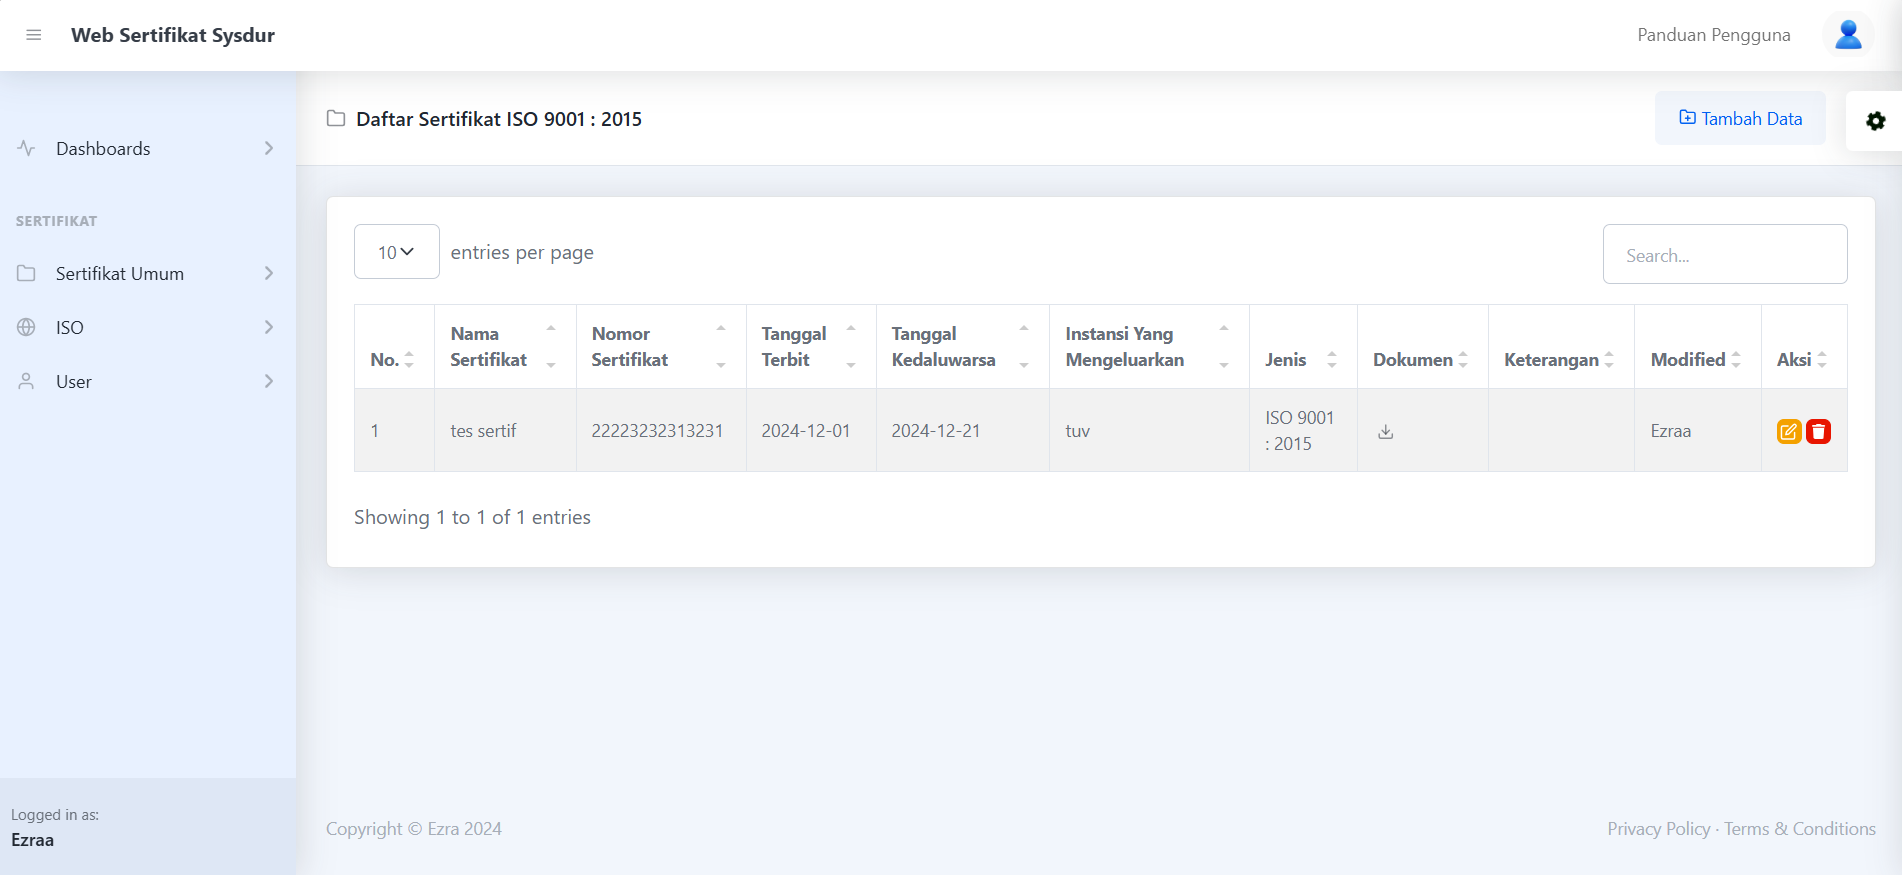 Web Sertifikat Sysdur
Panduan Pengguna
Dashboards
SERTIFIKAT
Sertifikat Umum
ISO
User
Logged in as:
Ezraa
Daftar Sertifikat ISO 9001 : 2015
Tambah Data
10 entries per page
Search...
No. Nama Sertifikat Nomor Sertifikat Tanggal Terbit Tanggal Kedaluwarsa Instansi Yang Mengeluarkan Jenis Dokumen Keterangan Modified Aksi
1 tes sertif 22223232313231 2024-12-01 2024-12-21 tuv ISO 9001 : 2015 Ezraa
Showing 1 to 1 of 1 entries
Copyright © Ezra 2024
Privacy Policy · Terms & Conditions